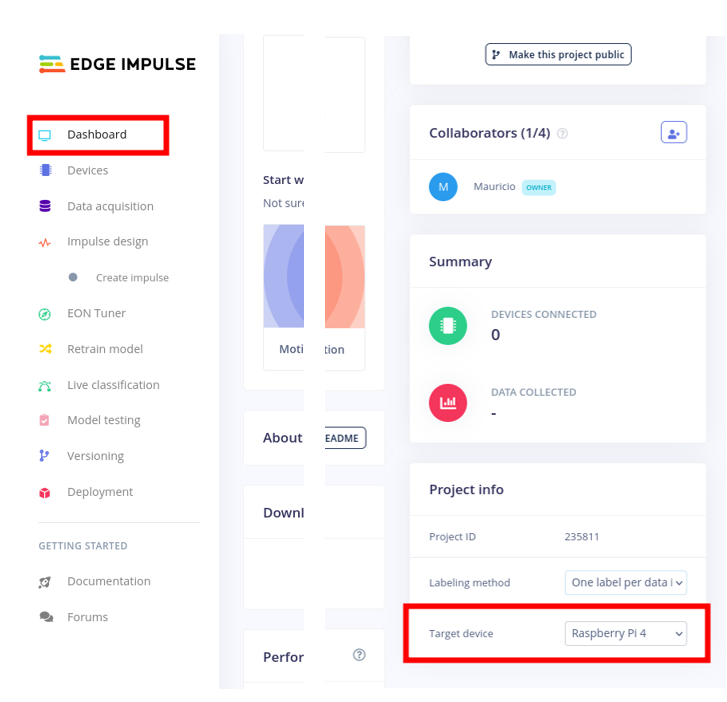 EDGE IMPULSE
Dashboard
Devices
Data acquisition
Impulse design
Create impulse
EON Tuner
Retrain model
Live classification
Model testing
Versioning
Deployment
GETTING STARTED
Documentation
Forums
Start w
Not sure
Moti
tion
About
EADME
Downl
Perfor
Make this project public
Collaborators (1/4)
M Mauricio OWNER
Summary
DEVICES CONNECTED
0
DATA COLLECTED
-
Project info
Project ID 235811
Labeling method One label per data i
Target device Raspberry Pi 4